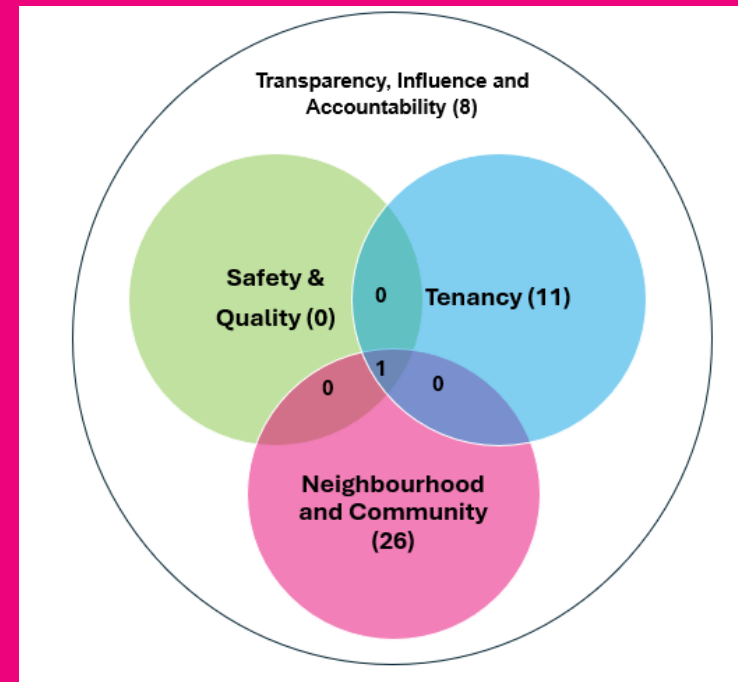 Transparency, Influence and
Accountability (8)
Safety &
Quality (0)
0
Tenancy (11)
0
1
0
Neighbourhood
and Community
(26)